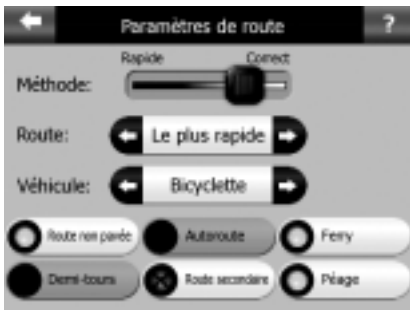 Paramètres de route ?
Rapide Correct
Méthode:
Route: Le plus rapide
Véhicule: Bicyclette
Route non pavée Autoroute Ferry
Demi-tours Route secondaire Péage